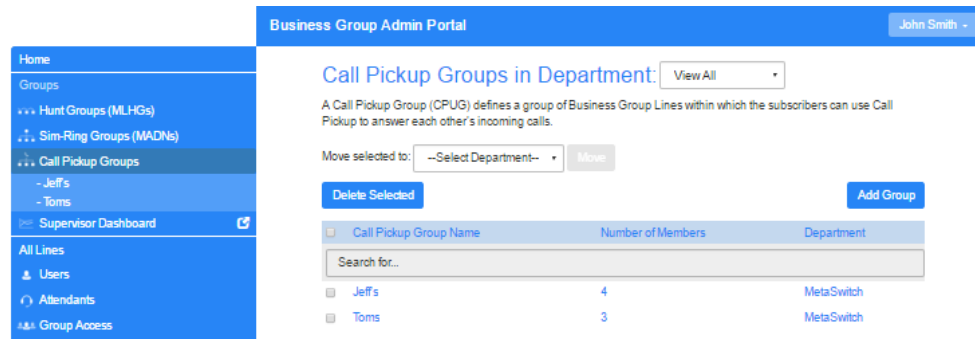 Business Group Admin Portal
John Smith
Home
Groups
Hunt Groups (MLHGs)
Sim-Ring Groups (MADNs)
Call Pickup Groups
- Jeff's
- Toms
Supervisor Dashboard
All Lines
Users
Attendants
Group Access
Call Pickup Groups in Department: View All
A Call Pickup Group (CPUG) defines a group of Business Group Lines within which the subscribers can use Call
Pickup to answer each other's incoming calls.
Move selected to: --Select Department-- Move
Delete Selected Add Group
Call Pickup Group Name Number of Members Department
Search for...
Jeff's 4 MetaSwitch
Toms 3 MetaSwitch